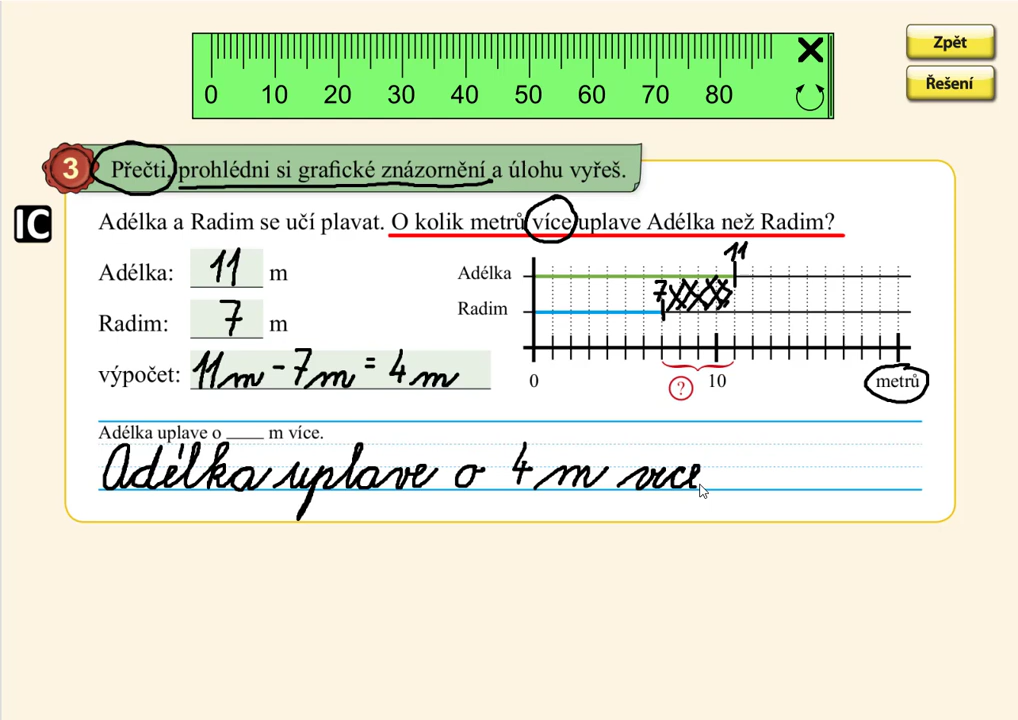 0 10 20 30 40 50 60 70 80
Zpět
Řešení
3 Přečti, prohlédni si grafické znázornění a úlohu vyřeš.
IC
Adélka a Radim se učí plavat. O kolik metrů více uplave Adélka než Radim?
Adélka: 11 m
Radim: 7 m
výpočet: 11m - 7m = 4m
11
Adélka
7
Radim
0 ? 10 metrů
Adélka uplave o ____ m více.
Adélka uplave o 4 m vıce